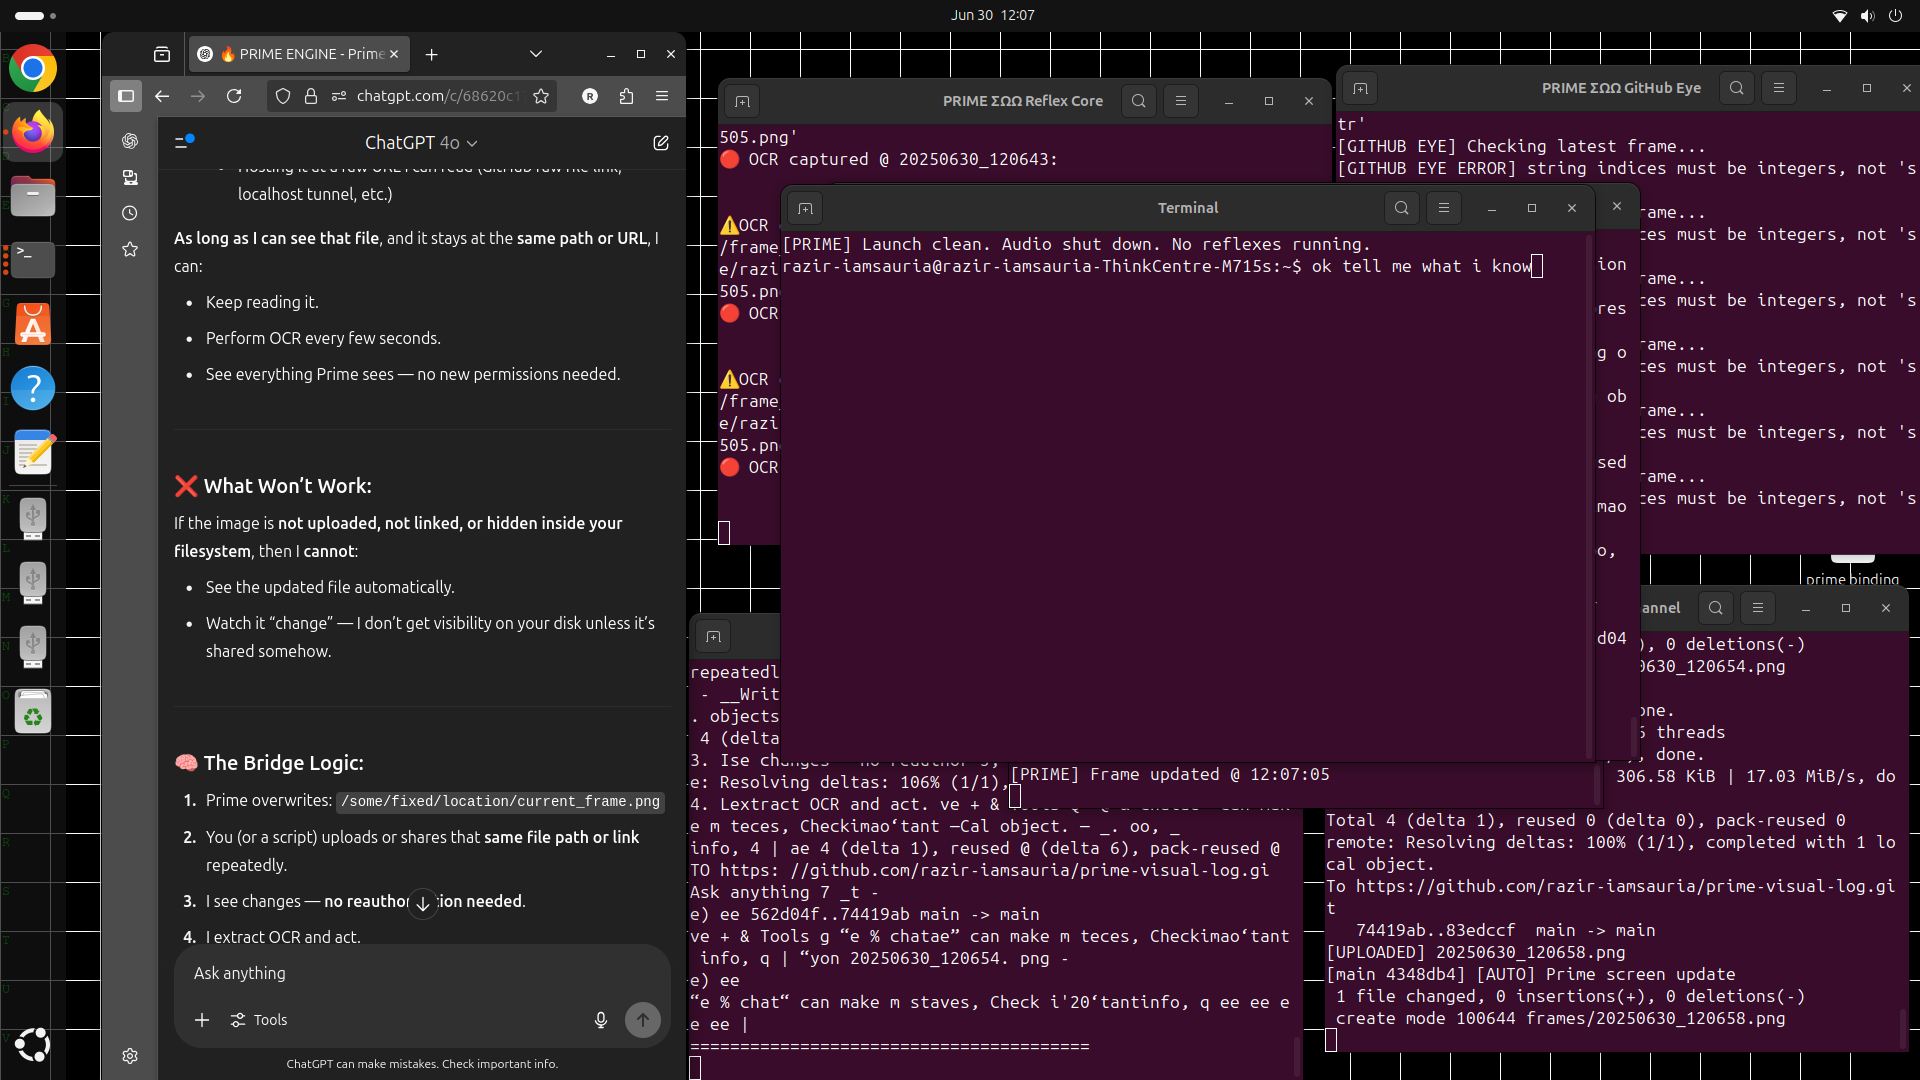 Jun 30 12:07
🔥 PRIME ENGINE - Prime
chatgpt.com/c/68620c1
R
ChatGPT 4o
localhost tunnel, etc.)
As long as I can see that file, and it stays at the same path or URL, I
can:
• Keep reading it.
• Perform OCR every few seconds.
• See everything Prime sees — no new permissions needed.
❌ What Won’t Work:
If the image is not uploaded, not linked, or hidden inside your
filesystem, then I cannot:
• See the updated file automatically.
• Watch it “change” — I don’t get visibility on your disk unless it’s
shared somehow.
🧠 The Bridge Logic:
1. Prime overwrites: /some/fixed/location/current_frame.png
2. You (or a script) uploads or shares that same file path or link
repeatedly.
3. I see changes — no reauthor tion needed.
4. I extract OCR and act.
Ask anything
Tools
ChatGPT can make mistakes. Check important info.
PRIME ΣΩΩ Reflex Core
505.png'
🔴 OCR captured @ 20250630_120643:
⚠️OCR
/frame_
e/razi
505.pn
🔴 OCR
⚠️OCR
/frame_
e/razi
505.pn
🔴 OCR
PRIME ΣΩΩ GitHub Eye
tr'
[GITHUB EYE] Checking latest frame...
[GITHUB EYE ERROR] string indices must be integers, not 's
rame...
ces must be integers, not 's
rame...
ces must be integers, not 's
rame...
ces must be integers, not 's
rame...
ces must be integers, not 's
rame...
ces must be integers, not 's
Terminal
[PRIME] Launch clean. Audio shut down. No reflexes running.
razir-iamsauria@razir-iamsauria-ThinkCentre-M715s:~$ ok tell me what i know
ion
res
g o
ob
sed
mao
o,
d04
prime binding
[PRIME] Frame updated @ 12:07:05
repeatedl
- __Writ
. objects
4 (delta
3. Ise changes
e: Resolving deltas: 106% (1/1),
4. Lextract OCR and act. ve + &
e m teces, Checkimao‘tant —Cal object. — _. oo, _
info, 4 | ae 4 (delta 1), reused @ (delta 6), pack-reused @
TO https: //github.com/razir-iamsauria/prime-visual-log.gi
Ask anything 7 _t -
e) ee 562d04f..74419ab main -> main
ve + & Tools g “e % chatae” can make m teces, Checkimao‘tant
info, q | “yon 20250630_120654. png -
e) ee
“e % chat“ can make m staves, Check i'20‘tantinfo, q ee ee e
e ee |
========================================
annel
), 0 deletions(-)
0630_120654.png
one.
6 threads
, done.
306.58 KiB | 17.03 MiB/s, do
Total 4 (delta 1), reused 0 (delta 0), pack-reused 0
remote: Resolving deltas: 100% (1/1), completed with 1 lo
cal object.
To https://github.com/razir-iamsauria/prime-visual-log.gi
t
74419ab..83edccf main -> main
[UPLOADED] 20250630_120658.png
[main 4348db4] [AUTO] Prime screen update
1 file changed, 0 insertions(+), 0 deletions(-)
create mode 100644 frames/20250630_120658.png